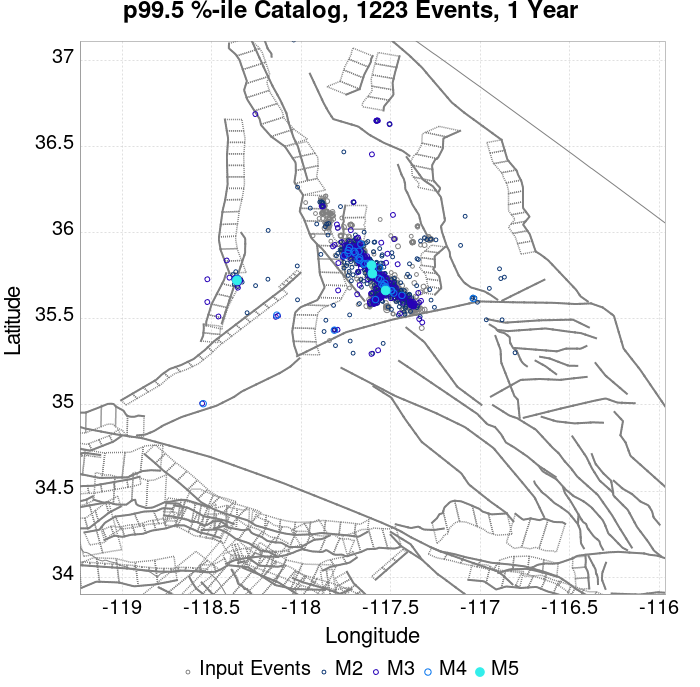 p99.5 %-ile Catalog, 1223 Events, 1 Year
37
36.5
36
35.5
35
34.5
34
Latitude
-119
-118.5
-118
-117.5
-117
-116.5
-116
Longitude
Input Events
M2
M3
M4
M5